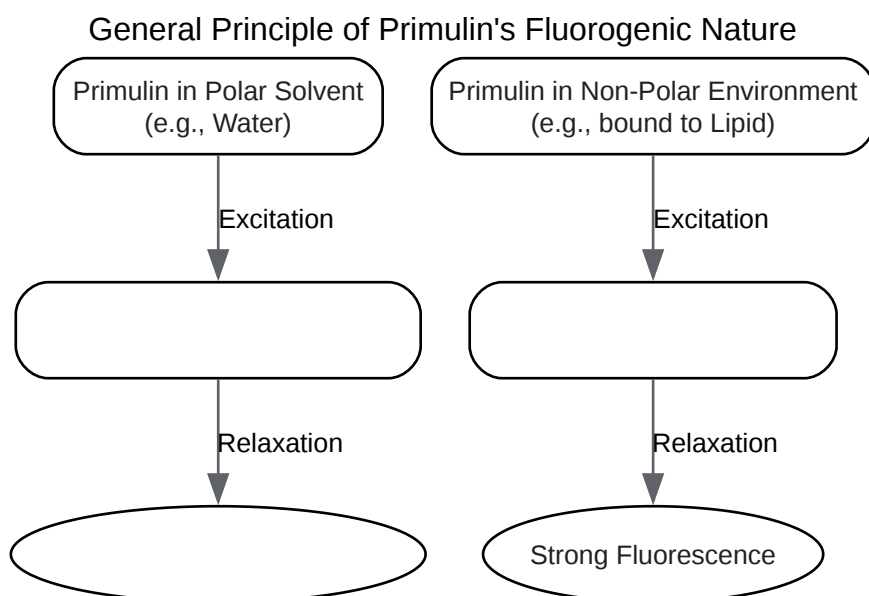 General Principle of Primulin's Fluorogenic Nature
Primulin in Polar Solvent
(e.g., Water)
Primulin in Non-Polar Environment
(e.g., bound to Lipid)
Excitation
Excitation
Relaxation
Relaxation
Strong Fluorescence